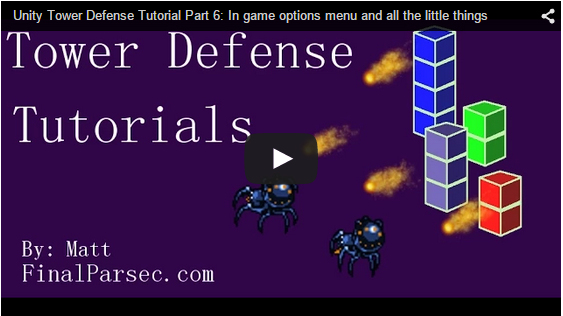 Unity Tower Defense Tutorial Part 6: In game options menu and all the little things
Tower Defense
Tutorials
By: Matt
FinalParsec.com